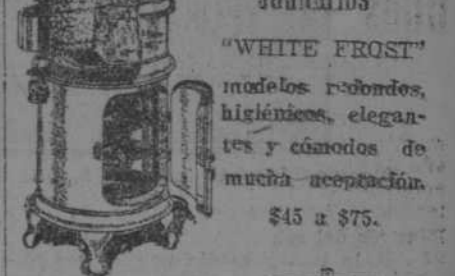 "WHITE FROST"
modelos redondos,
higiénicos, elegan-
tes y cómodos de
mucha aceptación.
$45 a $75.